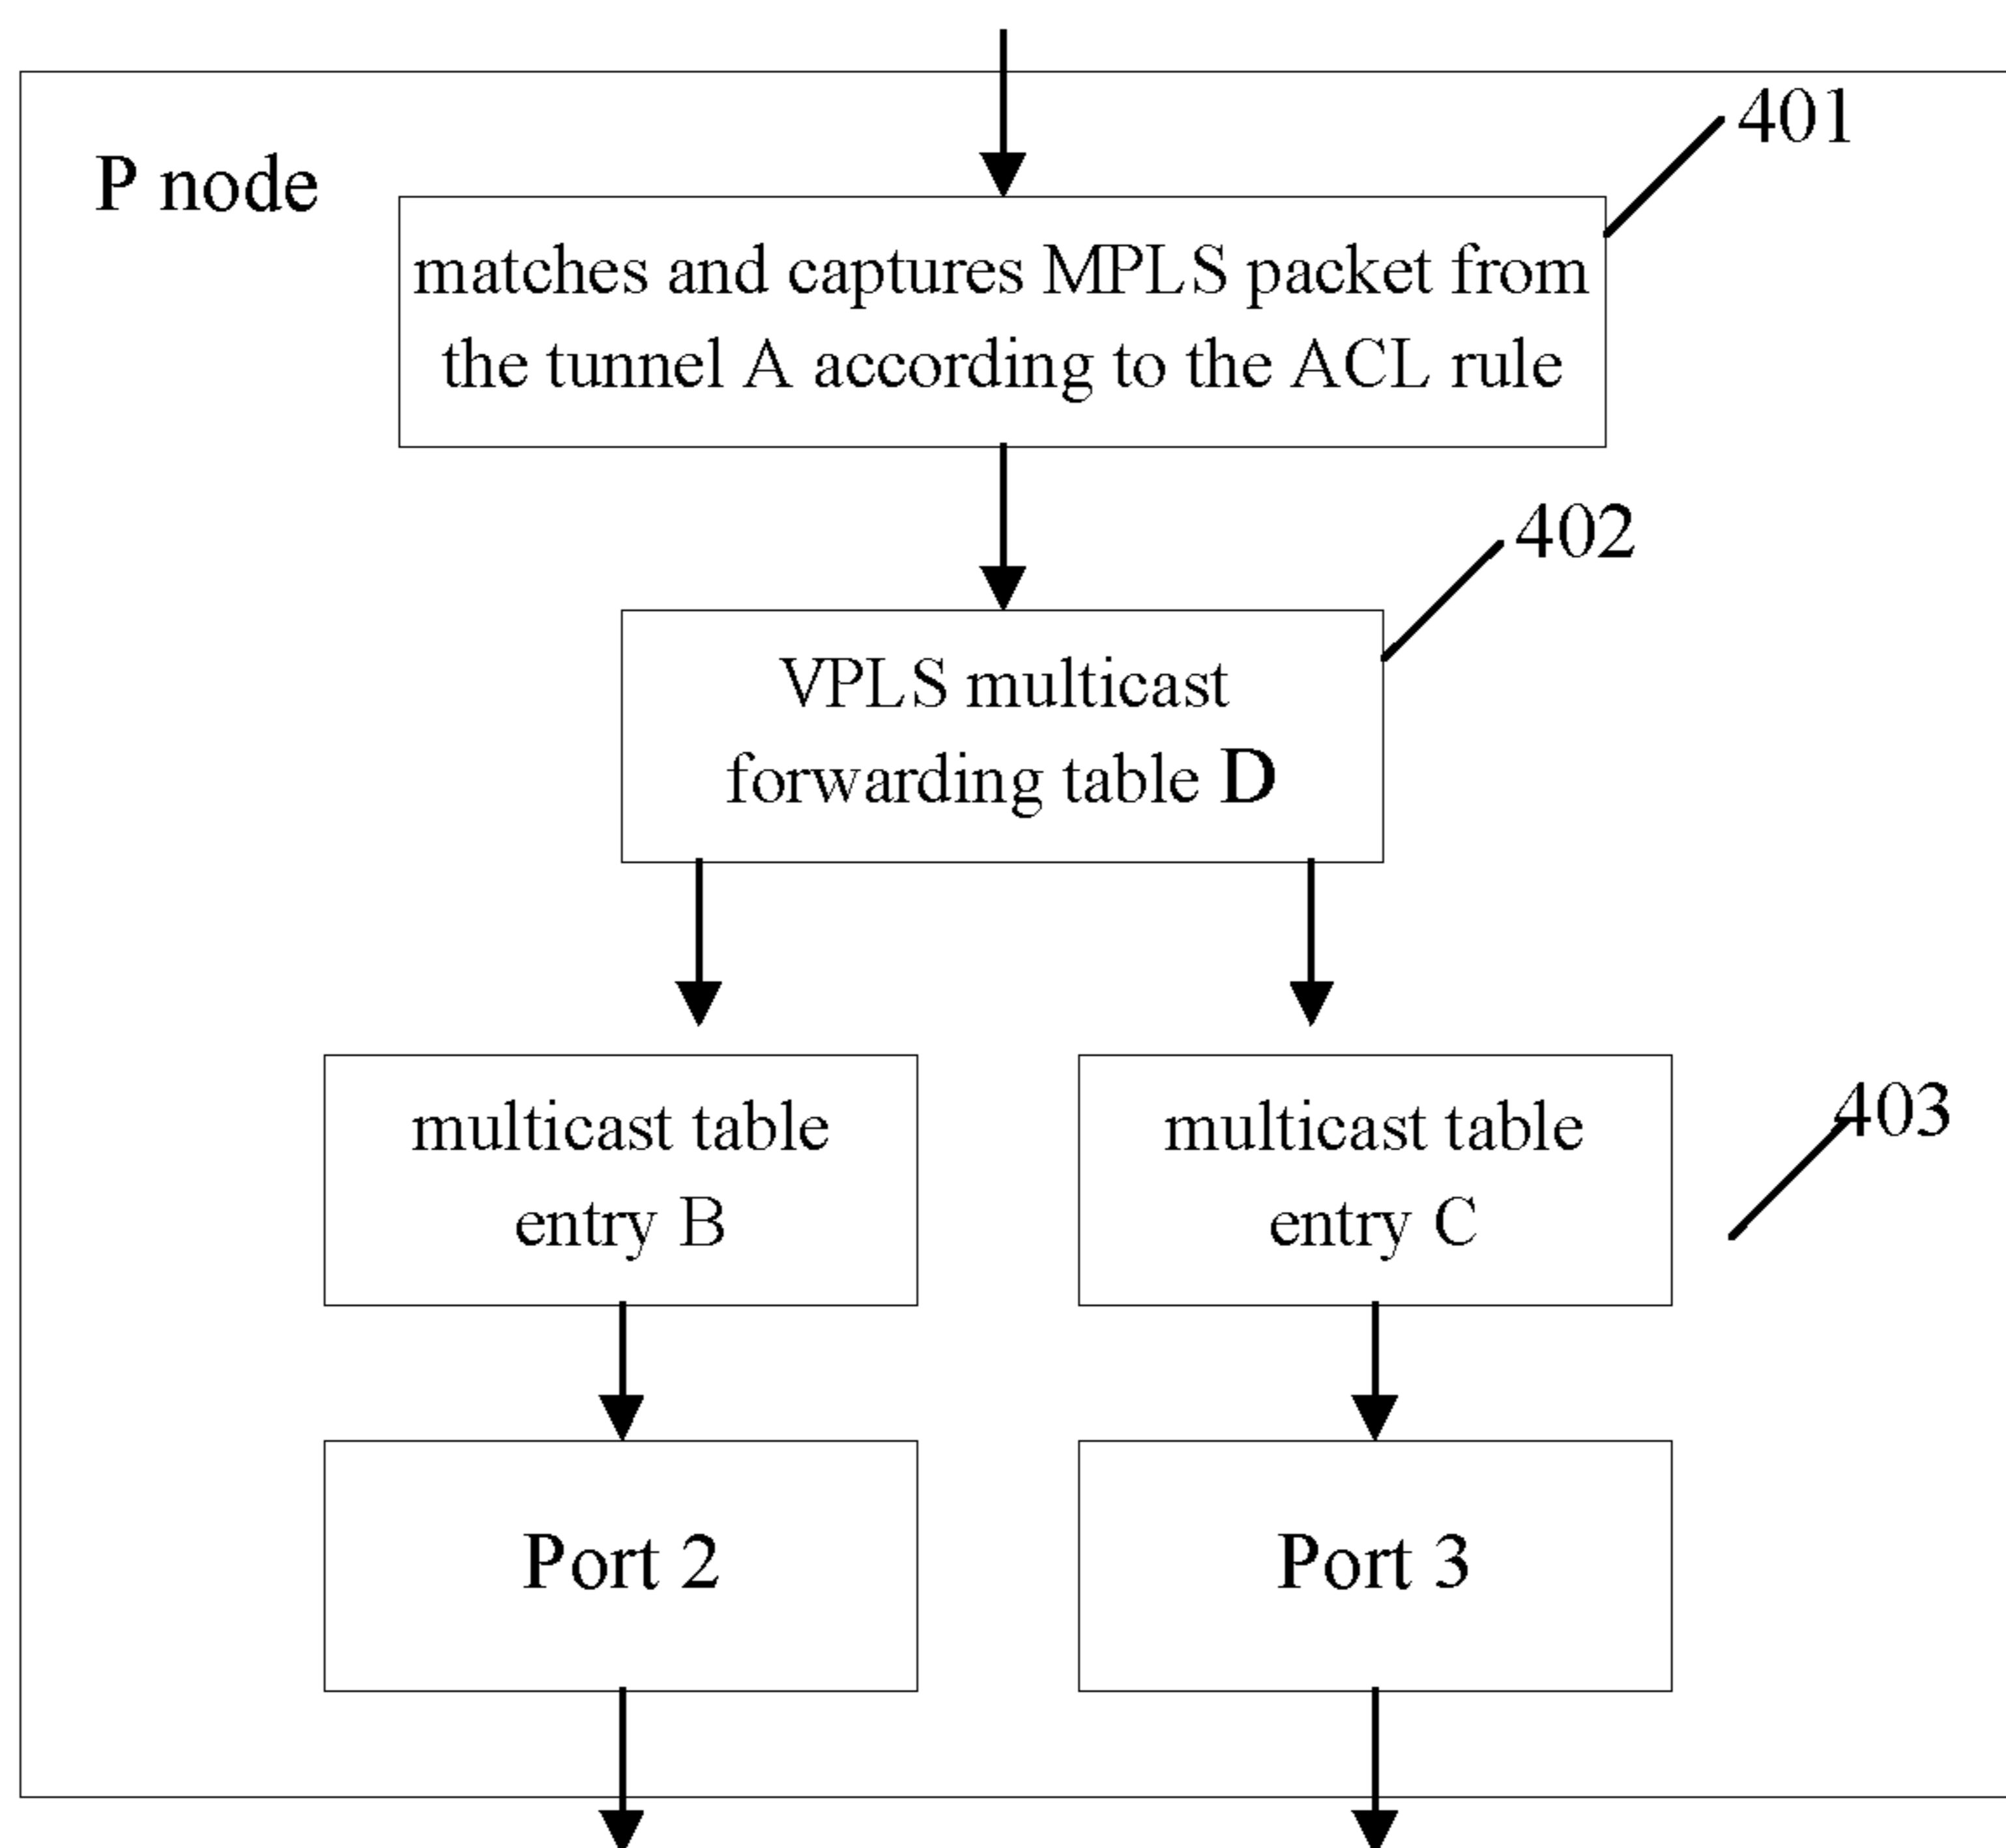 401
P node
matches and captures MPLS packet from
the tunnel A according to the ACL rule
402
VPLS multicast
forwarding table D
403
multicast table
entry B
multicast table
entry C
Port 2
Port 3